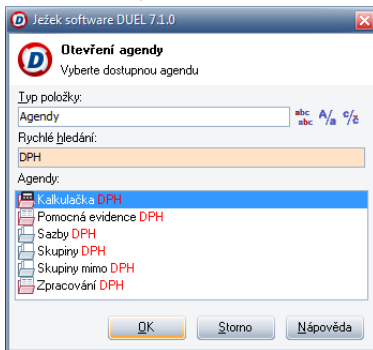 Ježek software DUEL 7.1.0
Otevření agendy
Vyberte dostupnou agendu
Typ položky:
Agendy
abc abc A/a c/č
Rychlé hledání:
DPH
Agendy:
Kalkulačka DPH
Pomocná evidence DPH
Sazby DPH
Skupiny DPH
Skupiny mimo DPH
Zpracování DPH
OK Storno Nápověda